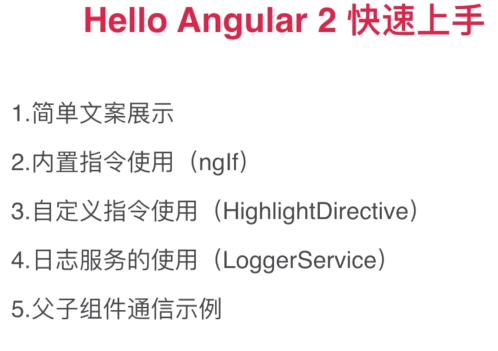 Hello Angular 2 快速上手
1.简单文案展示
2.内置指令使用（ngIf）
3.自定义指令使用（HighlightDirective）
4.日志服务的使用（LoggerService）
5.父子组件通信示例